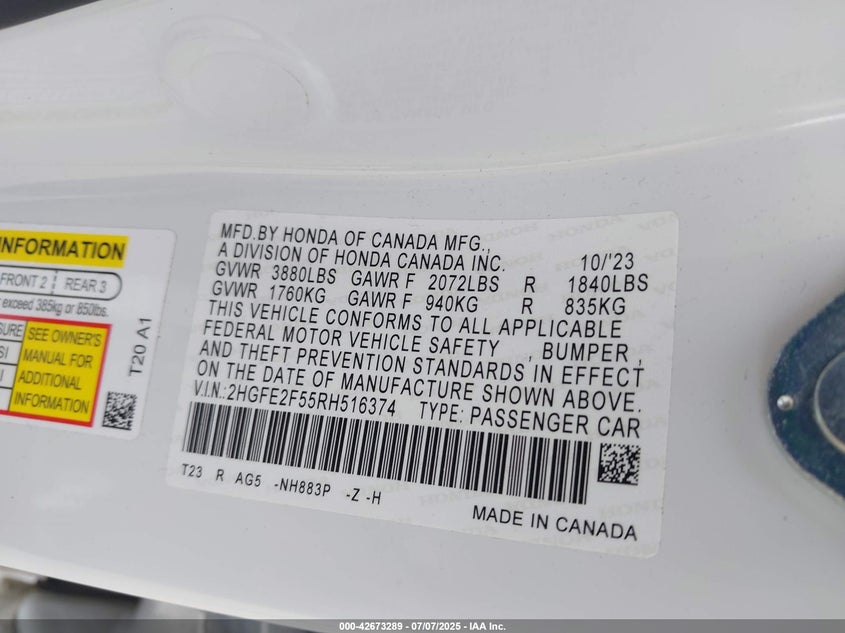 INFORMATION
FRONT 2 REAR 3
exceed 385kg or 850lbs.
SEE OWNER'S
MANUAL FOR
ADDITIONAL
INFORMATION
T20 A1
MFD.BY HONDA OF CANADA MFG.,
A DIVISION OF HONDA CANADA INC. 10/'23
GVWR 3880LBS GAWR F 2072LBS R 1840LBS
GVWR 1760KG GAWR F 940KG R 835KG
THIS VEHICLE CONFORMS TO ALL APPLICABLE
FEDERAL MOTOR VEHICLE SAFETY , BUMPER ,
AND THEFT PREVENTION STANDARDS IN EFFECT
ON THE DATE OF MANUFACTURE SHOWN ABOVE.
V.I.N.:2HGFE2F55RH516374 TYPE: PASSENGER CAR
T23 R AG5 -NH883P -Z -H
MADE IN CANADA
000-42673289 - 07/07/2025 - IAA Inc.